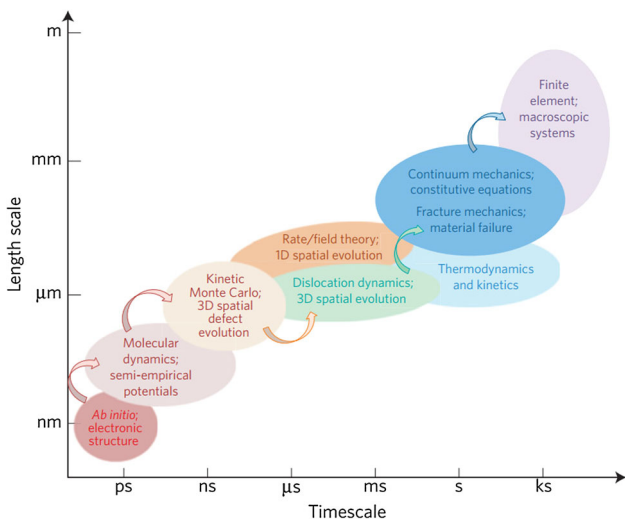 m
mm
μm
nm
Length scale
Finite
element;
macroscopic
systems
Continuum mechanics;
constitutive equations
Fracture mechanics;
material failure
Rate/field theory;
1D spatial evolution
Dislocation dynamics;
3D spatial evolution
Thermodynamics
and kinetics
Kinetic
Monte Carlo;
3D spatial
defect
evolution
Molecular
dynamics;
semi-empirical
potentials
Ab initio;
electronic
structure
ps
ns
μs
ms
s
ks
Timescale